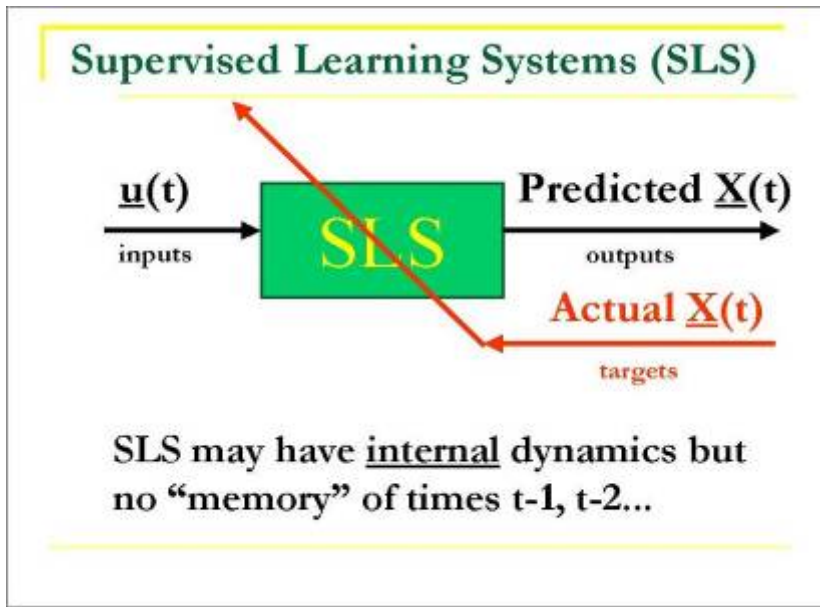 Supervised Learning Systems (SLS)
u(t)
inputs
SLS
Predicted X(t)
outputs
Actual X(t)
targets
SLS may have internal dynamics but
no “memory” of times t-1, t-2...